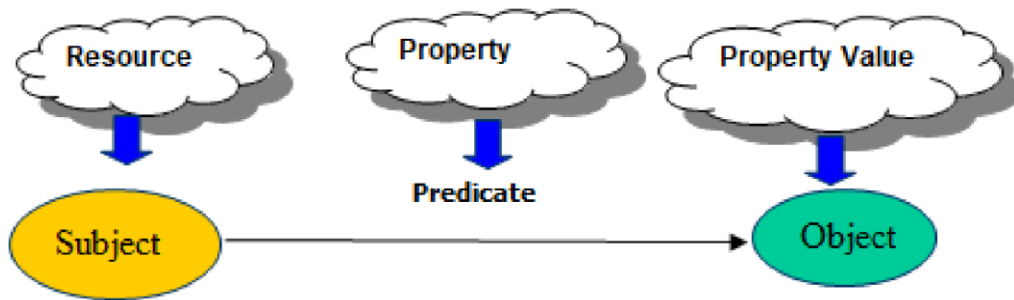 Resource
Property
Property Value
Predicate
Subject
Object